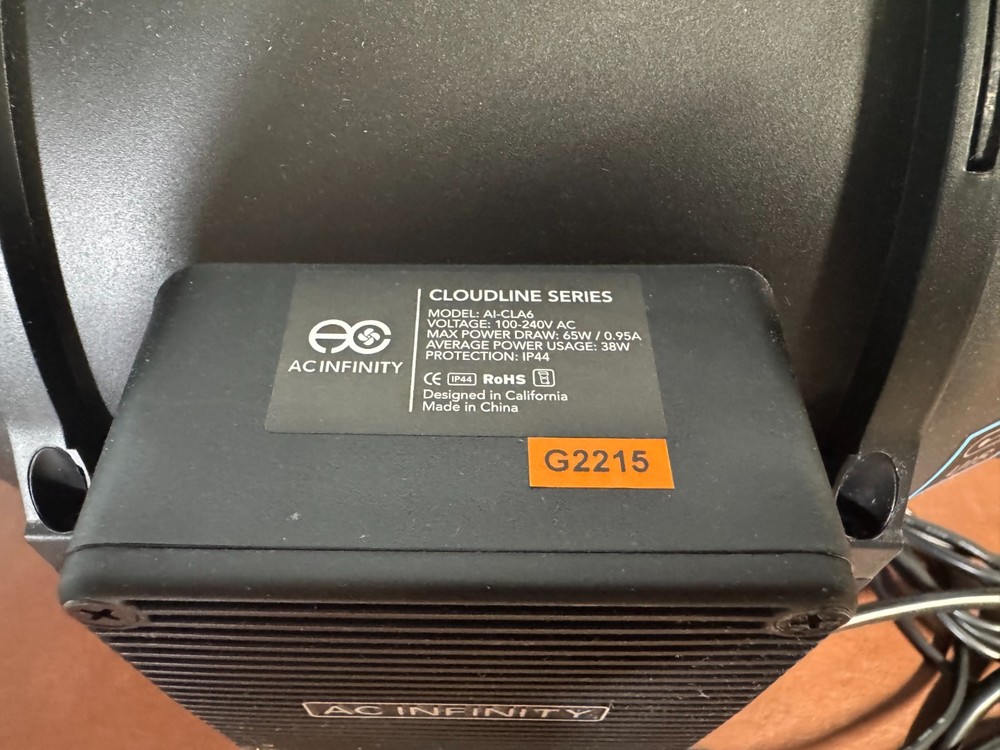 CLOUDLINE SERIES
MODEL: AI-CLA6
VOLTAGE: 100-240V AC
MAX POWER DRAW: 65W / 0.95A
AVERAGE POWER USAGE: 38W
PROTECTION: IP44
AC INFINITY
CE IP44 RoHS
Designed in California
Made in China
G2215
AC INFINITY